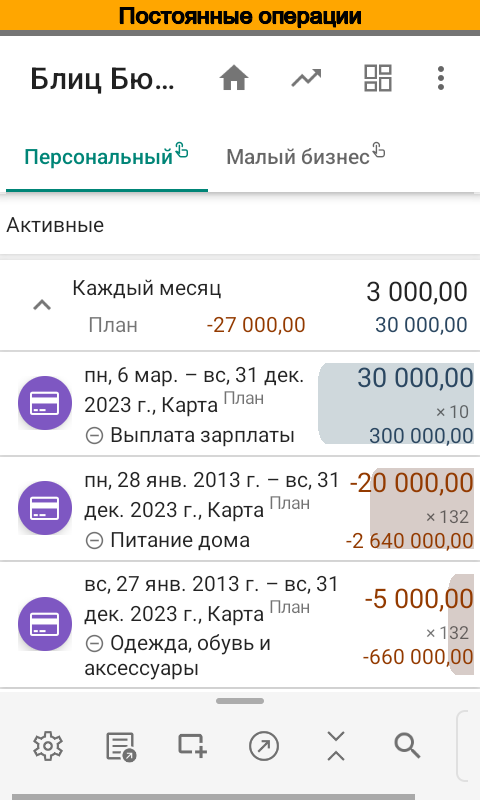 Постоянные операции
Блиц Бю...
Персональный Малый бизнес
Активные
Каждый месяц 3 000,00
План -27 000,00 30 000,00
пн, 6 мар. – вс, 31 дек. 30 000,00
2023 г., Карта План × 10
Выплата зарплаты 300 000,00
пн, 28 янв. 2013 г. – вс, 31 -20 000,00
дек. 2023 г., Карта План × 132
Питание дома -2 640 000,00
вс, 27 янв. 2013 г. – вс, 31 -5 000,00
дек. 2023 г., Карта План × 132
Одежда, обувь и -660 000,00
аксессуары